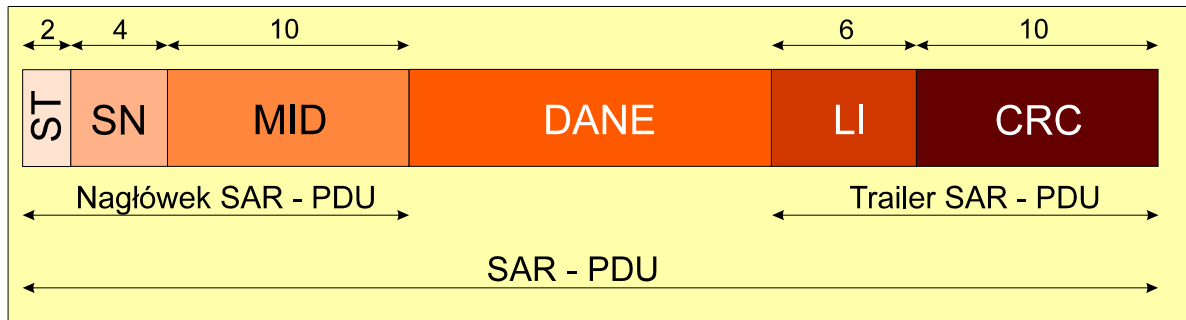 2 4 10 6 10
ST SN MID DANE LI CRC
Nagłówek SAR - PDU Trailer SAR - PDU
SAR - PDU